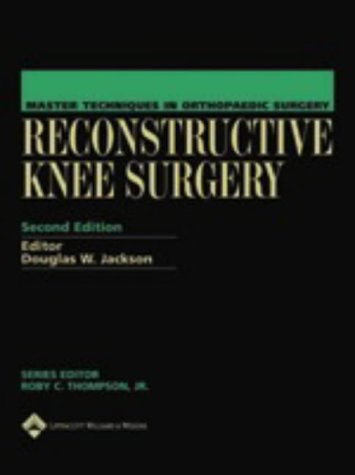 MASTER TECHNIQUES IN ORTHOPAEDIC SURGERY
RECONSTRUCTIVE
KNEE SURGERY
Second Edition
Editor
Douglas W. Jackson
SERIES EDITOR
ROBY C. THOMPSON, JR.
LIPPINCOTT WILLIAMS & WILKINS